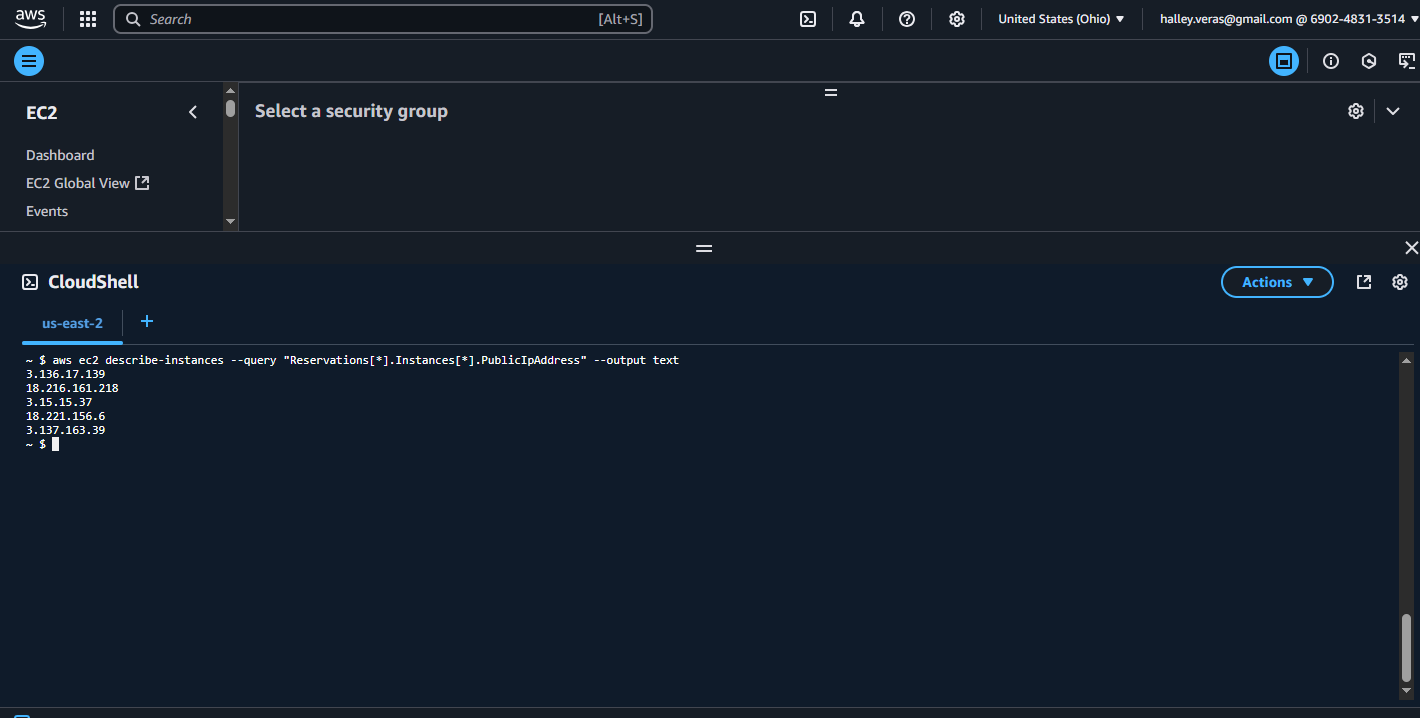 aws
Search [Alt+S]
United States (Ohio)
halley.veras@gmail.com @ 6902-4831-3514
EC2
Select a security group
Dashboard
EC2 Global View
Events
CloudShell
Actions
us-east-2
~ $ aws ec2 describe-instances --query "Reservations[*].Instances[*].PublicIpAddress" --output text
3.136.17.139
18.216.161.218
3.15.15.37
18.221.156.6
3.137.163.39
~ $